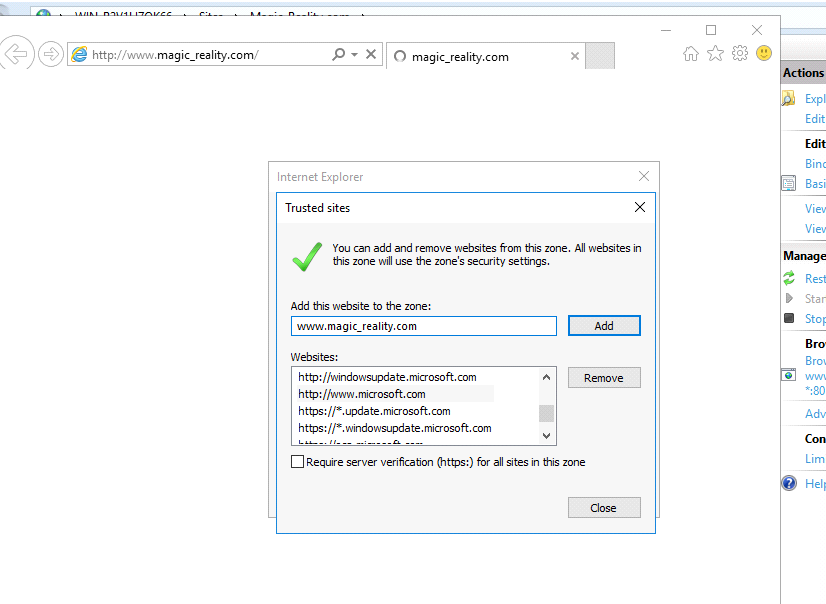 Sites
http://www.magic_reality.com/
magic_reality.com
Internet Explorer
Trusted sites
You can add and remove websites from this zone. All websites in
this zone will use the zone's security settings.
Add this website to the zone:
www.magic_reality.com
Add
Websites:
http://windowsupdate.microsoft.com
http://www.microsoft.com
https://*.update.microsoft.com
https://*.windowsupdate.microsoft.com
Remove
Require server verification (https:) for all sites in this zone
Close
Actions
Expl
Edit
Edit
Bind
Basi
View
View
Manage
Rest
Star
Stop
Brow
Brow
www
*:80
Adv
Con
Lim
Help